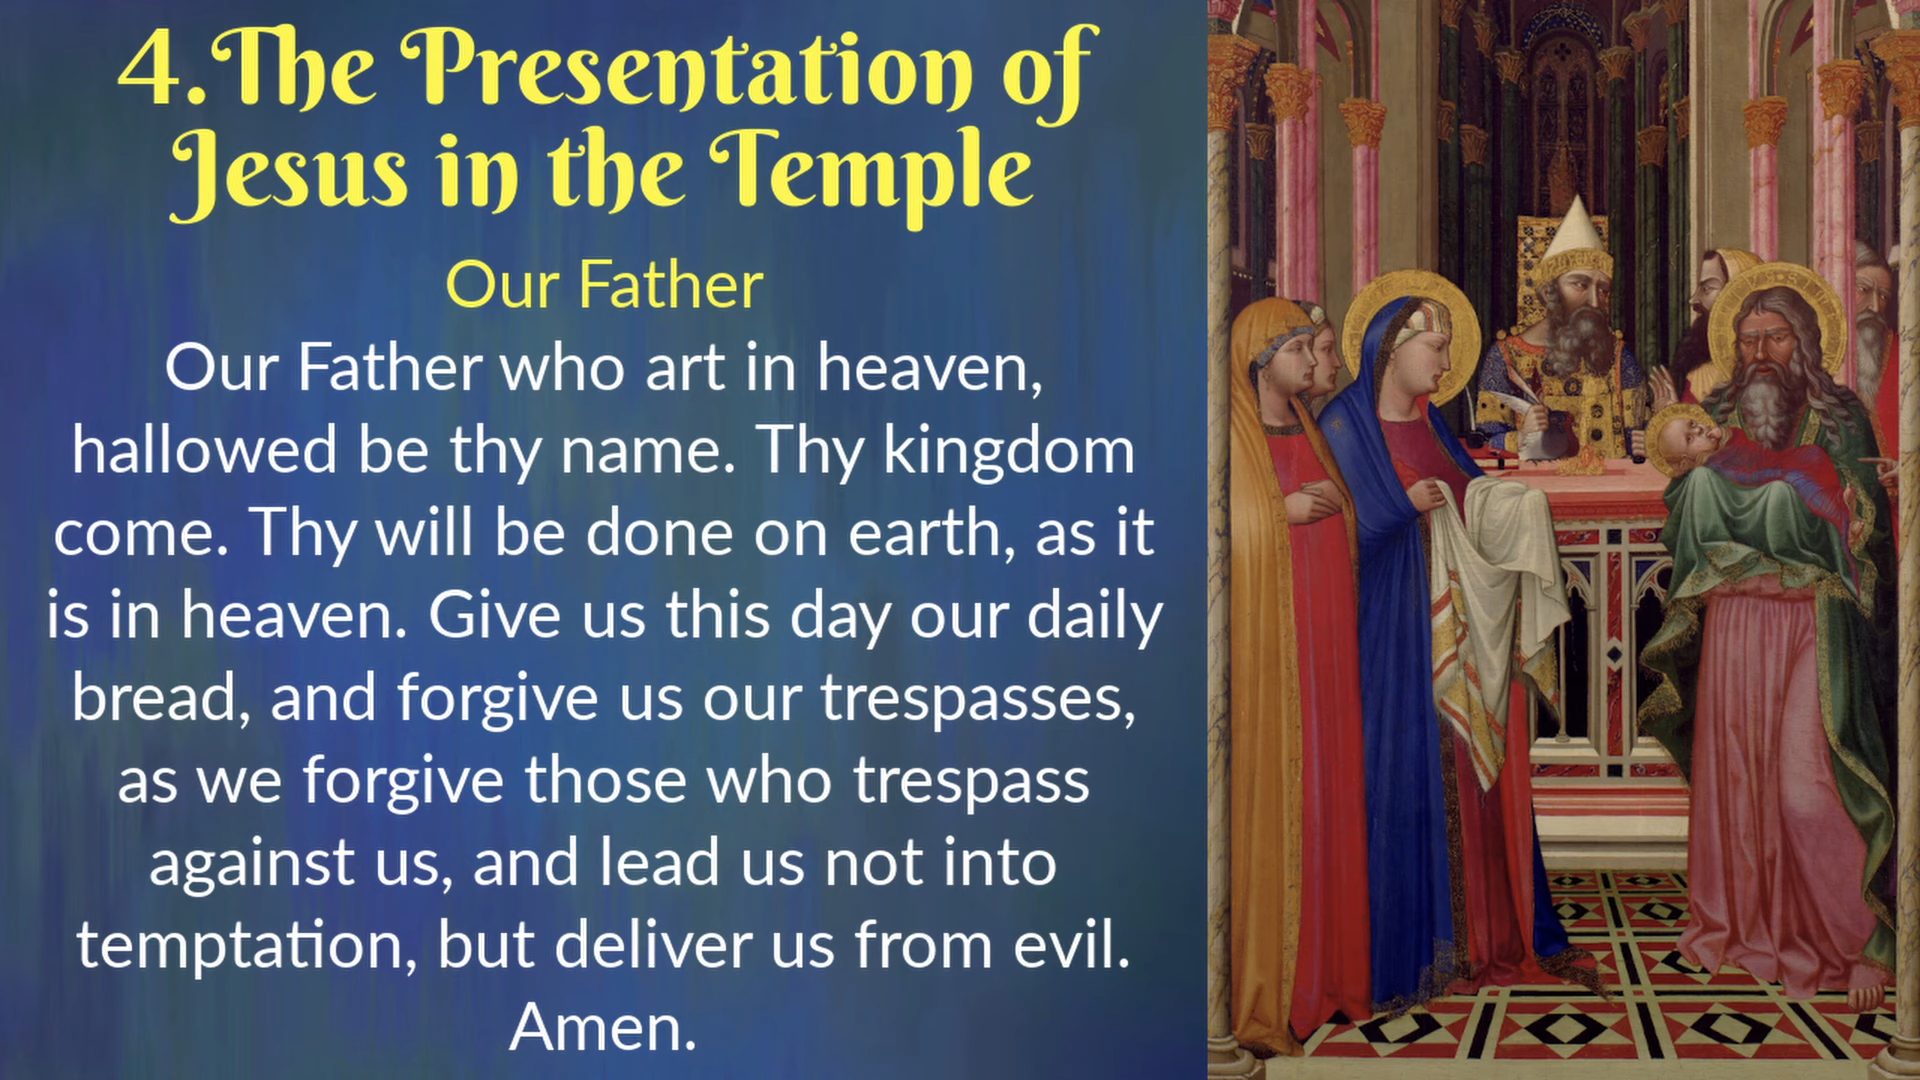 4.The Presentation of
Jesus in the Temple
Our Father
Our Father who art in heaven,
hallowed be thy name. Thy kingdom
come. Thy will be done on earth, as it
is in heaven. Give us this day our daily
bread, and forgive us our trespasses,
as we forgive those who trespass
against us, and lead us not into
temptation, but deliver us from evil.
Amen.